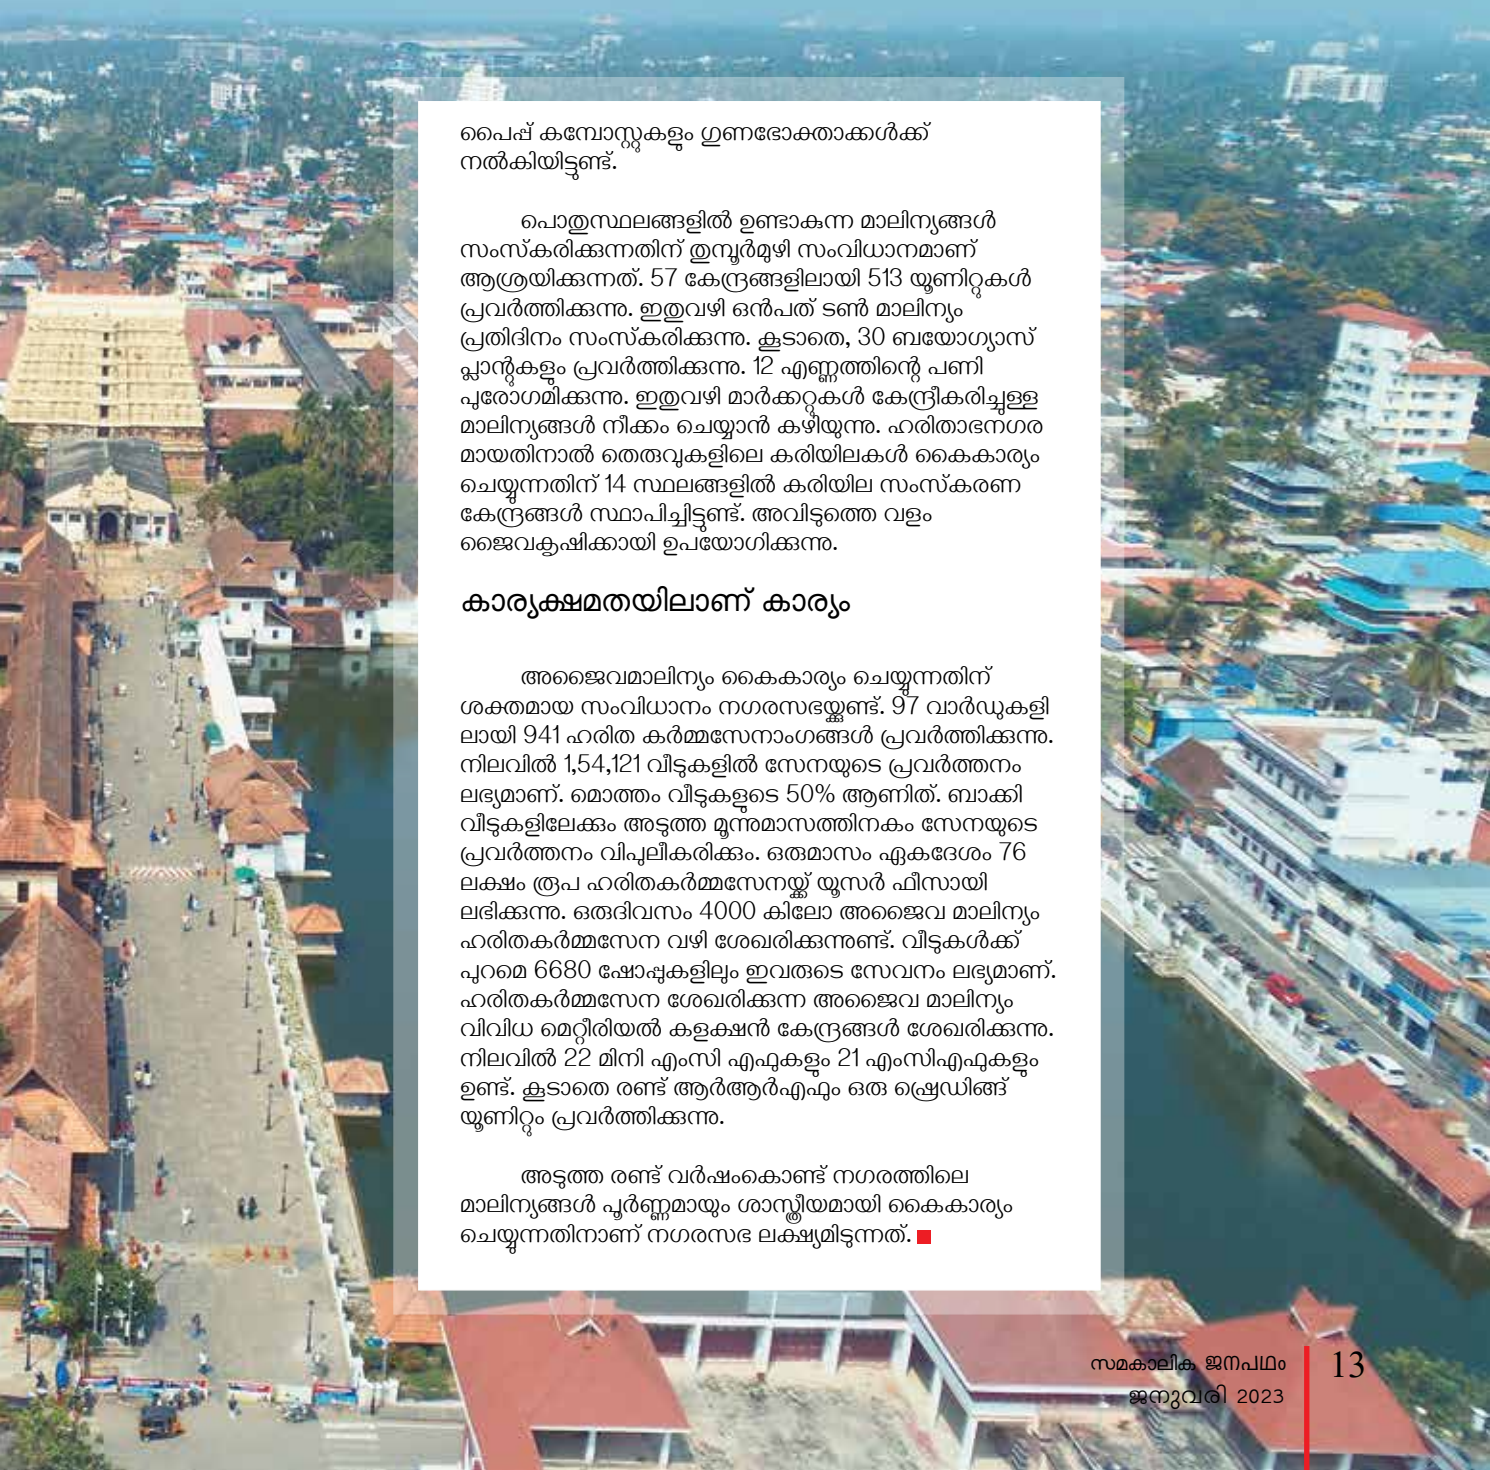 പൈപ്പ് കമ്പോസ്റ്റുകളും ഗുണഭോക്താക്കൾക്ക്
നൽകിയിട്ടുണ്ട്.
പൊതുസ്ഥലങ്ങളിൽ ഉണ്ടാകുന്ന മാലിന്യങ്ങൾ
സംസ്കരിക്കുന്നതിന് തുമ്പൂർമുഴി സംവിധാനമാണ്
ആശ്രയിക്കുന്നത്. 57 കേന്ദ്രങ്ങളിലായി 513 യൂണിറ്റുകൾ
പ്രവർത്തിക്കുന്നു. ഇതുവഴി ഒൻപത് ടൺ മാലിന്യം
പ്രതിദിനം സംസ്കരിക്കുന്നു. കൂടാതെ, 30 ബയോഗ്യാസ്
പ്ലാന്റുകളും പ്രവർത്തിക്കുന്നു. 12 എണ്ണത്തിന്റെ പണി
പുരോഗമിക്കുന്നു. ഇതുവഴി മാർക്കറ്റുകൾ കേന്ദ്രീകരിച്ചുള്ള
മാലിന്യങ്ങൾ നീക്കം ചെയ്യാൻ കഴിയുന്നു. ഹരിതാഭനഗര
മായതിനാൽ തെരുവുകളിലെ കരിയിലകൾ കൈകാര്യം
ചെയ്യുന്നതിന് 14 സ്ഥലങ്ങളിൽ കരിയില സംസ്കരണ
കേന്ദ്രങ്ങൾ സ്ഥാപിച്ചിട്ടുണ്ട്. അവിടുത്തെ വളം
ജൈവകൃഷിക്കായി ഉപയോഗിക്കുന്നു.
കാര്യക്ഷമതയിലാണ് കാര്യം
അജൈവമാലിന്യം കൈകാര്യം ചെയ്യുന്നതിന്
ശക്തമായ സംവിധാനം നഗരസഭയ്ക്കുണ്ട്. 97 വാർഡുകളി
ലായി 941 ഹരിത കർമ്മസേനാംഗങ്ങൾ പ്രവർത്തിക്കുന്നു.
നിലവിൽ 1,54,121 വീടുകളിൽ സേനയുടെ പ്രവർത്തനം
ലഭ്യമാണ്. മൊത്തം വീടുകളുടെ 50% ആണിത്. ബാക്കി
വീടുകളിലേക്കും അടുത്ത മൂന്നുമാസത്തിനകം സേനയുടെ
പ്രവർത്തനം വിപുലീകരിക്കും. ഒരുമാസം ഏകദേശം 76
ലക്ഷം രൂപ ഹരിതകർമ്മസേനയ്ക്ക് യൂസർ ഫീസായി
ലഭിക്കുന്നു. ഒരുദിവസം 4000 കിലോ അജൈവ മാലിന്യം
ഹരിതകർമ്മസേന വഴി ശേഖരിക്കുന്നുണ്ട്. വീടുകൾക്ക്
പുറമെ 6680 ഷോപ്പുകളിലും ഇവരുടെ സേവനം ലഭ്യമാണ്.
ഹരിതകർമ്മസേന ശേഖരിക്കുന്ന അജൈവ മാലിന്യം
വിവിധ മെറ്റീരിയൽ കളക്ഷൻ കേന്ദ്രങ്ങൾ ശേഖരിക്കുന്നു.
നിലവിൽ 22 മിനി എംസി എഫുകളും 21 എംസിഎഫുകളും
ഉണ്ട്. കൂടാതെ രണ്ട് ആർആർഎഫും ഒരു ഷ്രെഡിങ്ങ്
യൂണിറ്റും പ്രവർത്തിക്കുന്നു.
അടുത്ത രണ്ട് വർഷംകൊണ്ട് നഗരത്തിലെ
മാലിന്യങ്ങൾ പൂർണ്ണമായും ശാസ്ത്രീയമായി കൈകാര്യം
ചെയ്യുന്നതിനാണ് നഗരസഭ ലക്ഷ്യമിടുന്നത്.
സമകാലിക ജനപഥം
ജനുവരി 2023
13